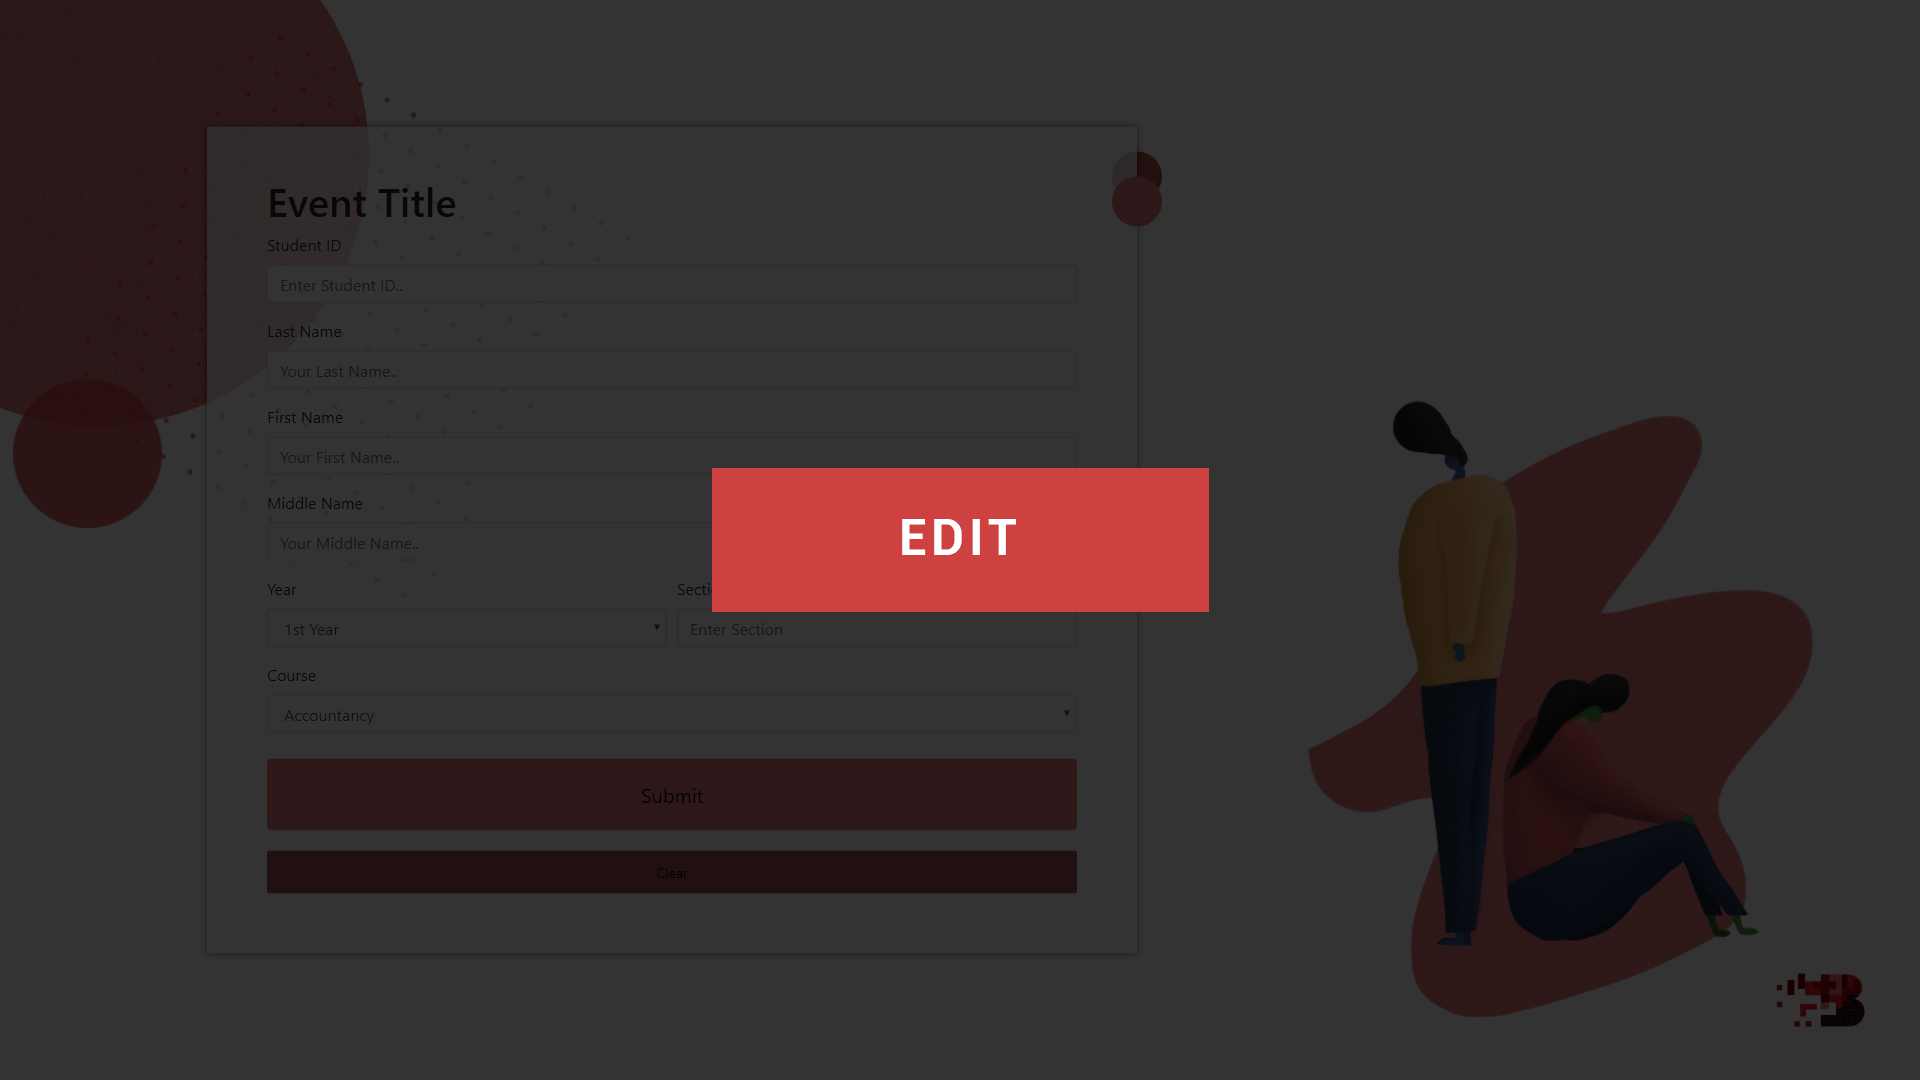 Event Title
Student ID
Enter Student ID..
Last Name
Your Last Name..
First Name
Your First Name..
EDIT
Middle Name
Your Middle Name..
Year
Secti
1st Year
Enter Section
Course
Accountancy
Submit
Clear
B